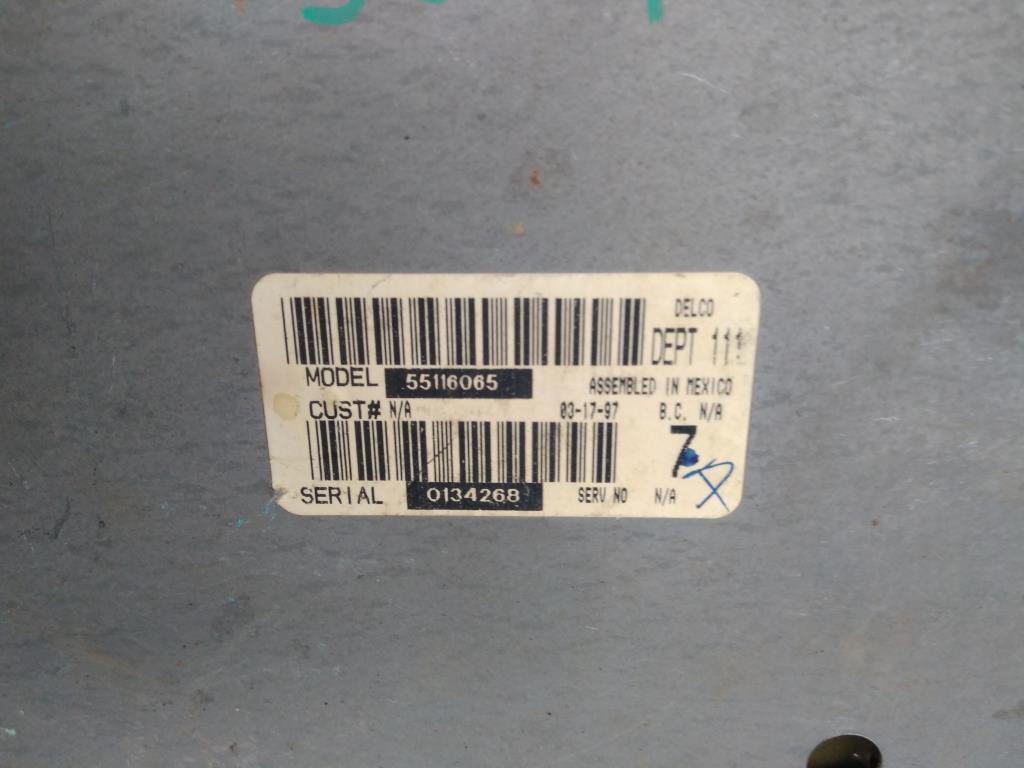 DELCO
DEPT 111
MODEL 55116065
ASSEMBLED IN MEXICO
CUST# N/A 03-17-97 B.C. N/A
7
SERIAL 0134268 SERV NO N/A